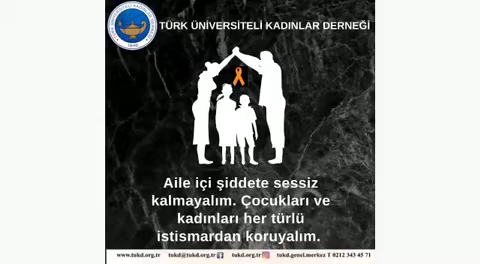 TÜRK ÜNİVERSİTELİ KADINLAR DERNEĞİ
Aile içi şiddete sessiz
kalmayalım. Çocukları ve
kadınları her türlü
istismardan koruyalım.
www.tukd.org.tr tukd@tukd.org.tr tukd.org.tr tukd.genel.merkez T 0212 343 45 71